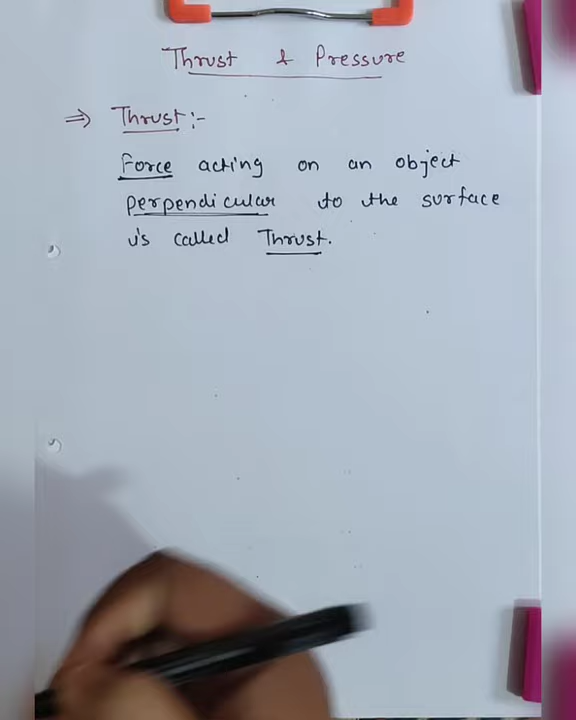 Thrust & Pressure
⇒ Thrust :-
Force acting on an object
perpendicular to the surface
is called Thrust.